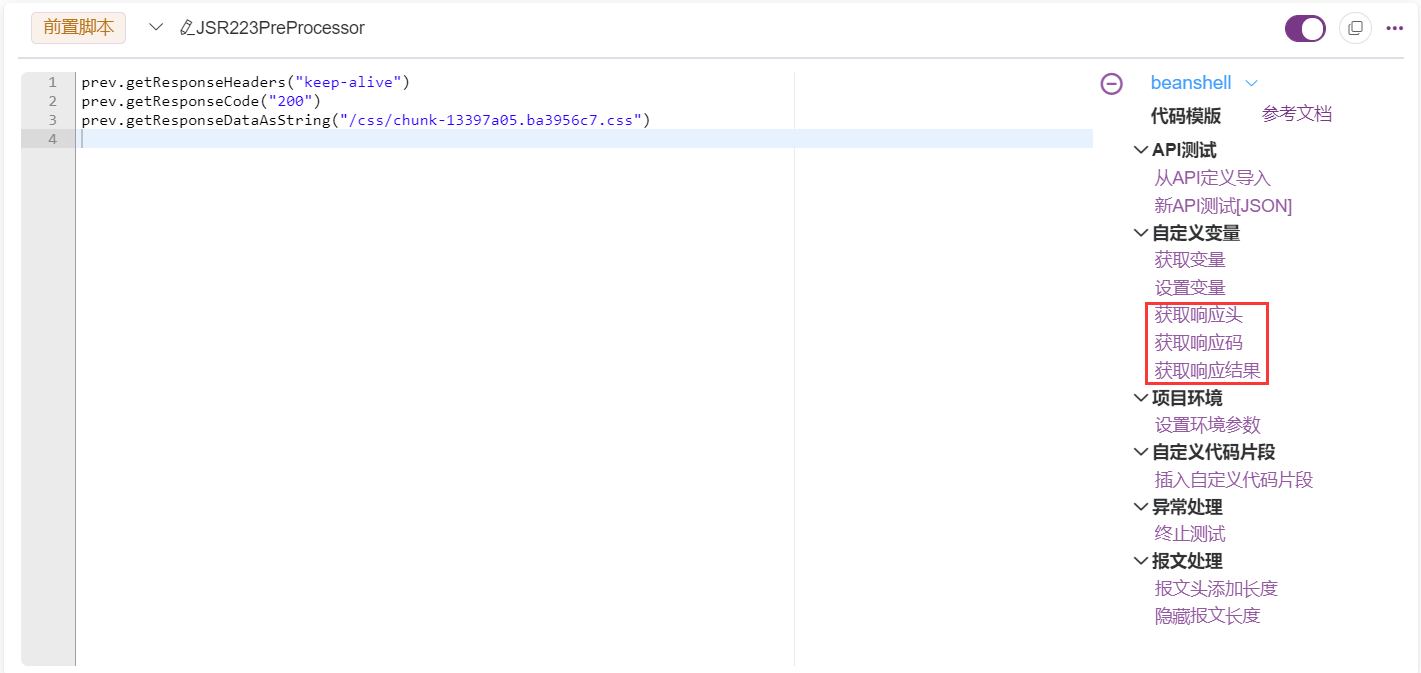 前置脚本 JSR223PreProcessor
1 prev.getResponseHeaders("keep-alive")
2 prev.getResponseCode("200")
3 prev.getResponseDataAsString("/css/chunk-13397a05.ba3956c7.css")
4
beanshell
代码模版 参考文档
API测试
从API定义导入
新API测试[JSON]
自定义变量
获取变量
设置变量
获取响应头
获取响应码
获取响应结果
项目环境
设置环境参数
自定义代码片段
插入自定义代码片段
异常处理
终止测试
报文处理
报文头添加长度
隐藏报文长度